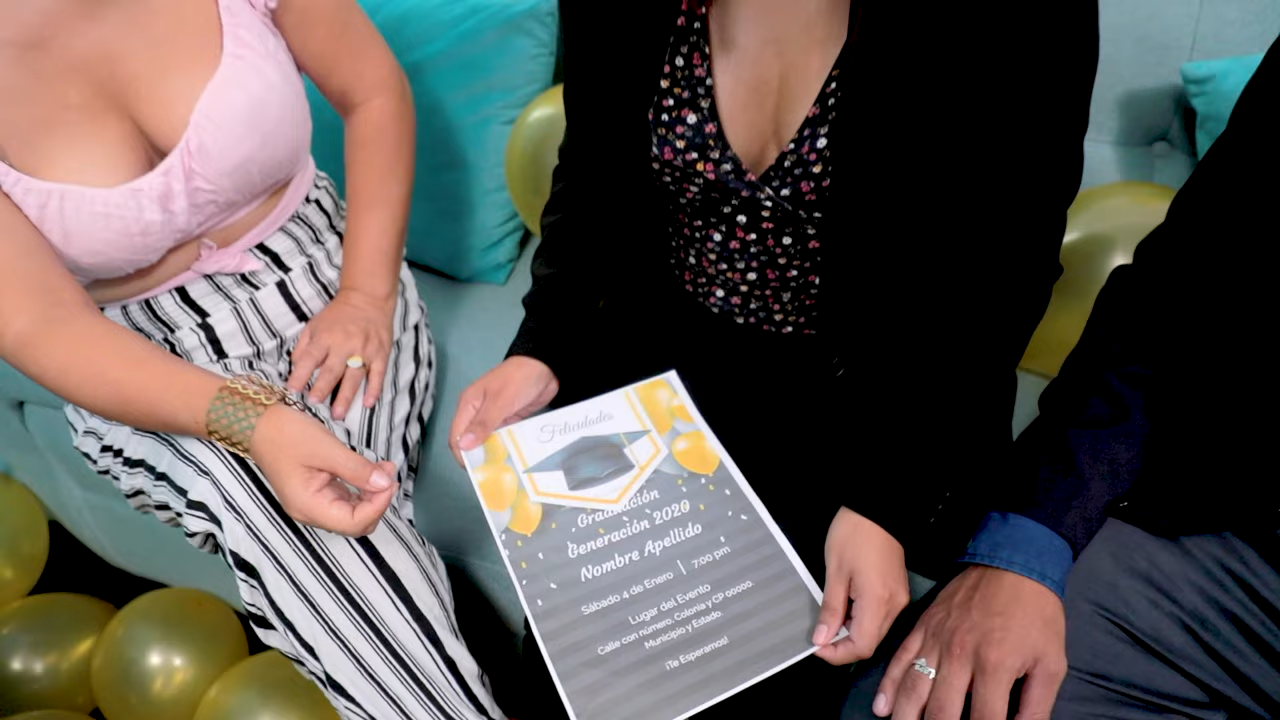 Felicidades
Graduación
Generación 2020
Nombre Apellido
Sábado 4 de Enero | 7:00 pm
Lugar del Evento
Calle con número, Colonia y CP 00000.
Municipio y Estado
¡Te Esperamos!